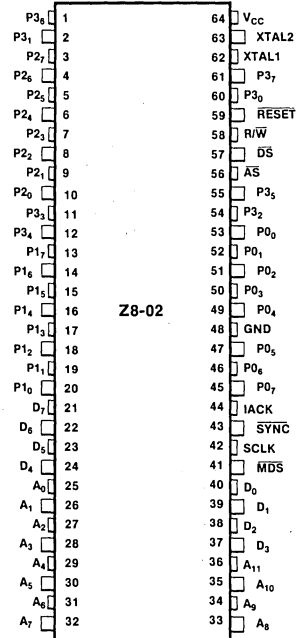 P3₆ 1 64 V_CC
P3₁ 2 63 XTAL2
P2₇ 3 62 XTAL1
P2₆ 4 61 P3₇
P2₅ 5 60 P3₀
P2₄ 6 59 R̅E̅S̅E̅T̅
P2₃ 7 58 R/W̅
P2₂ 8 57 D̅S̅
P2₁ 9 56 A̅S̅
P2₀ 10 55 P3₅
P3₃ 11 54 P3₂
P3₄ 12 53 P0₀
P1₇ 13 52 P0₁
P1₆ 14 51 P0₂
P1₅ 15 50 P0₃
P1₄ 16 Z8-02 49 P0₄
P1₃ 17 48 GND
P1₂ 18 47 P0₅
P1₁ 19 46 P0₆
P1₀ 20 45 P0₇
D₇ 21 44 IACK
D₆ 22 43 S̅Y̅N̅C̅
D₅ 23 42 SCLK
D₄ 24 41 M̅D̅S̅
A₀ 25 40 D₀
A₁ 26 39 D₁
A₂ 27 38 D₂
A₃ 28 37 D₃
A₄ 29 36 A₁₁
A₅ 30 35 A₁₀
A₆ 31 34 A₉
A₇ 32 33 A₈